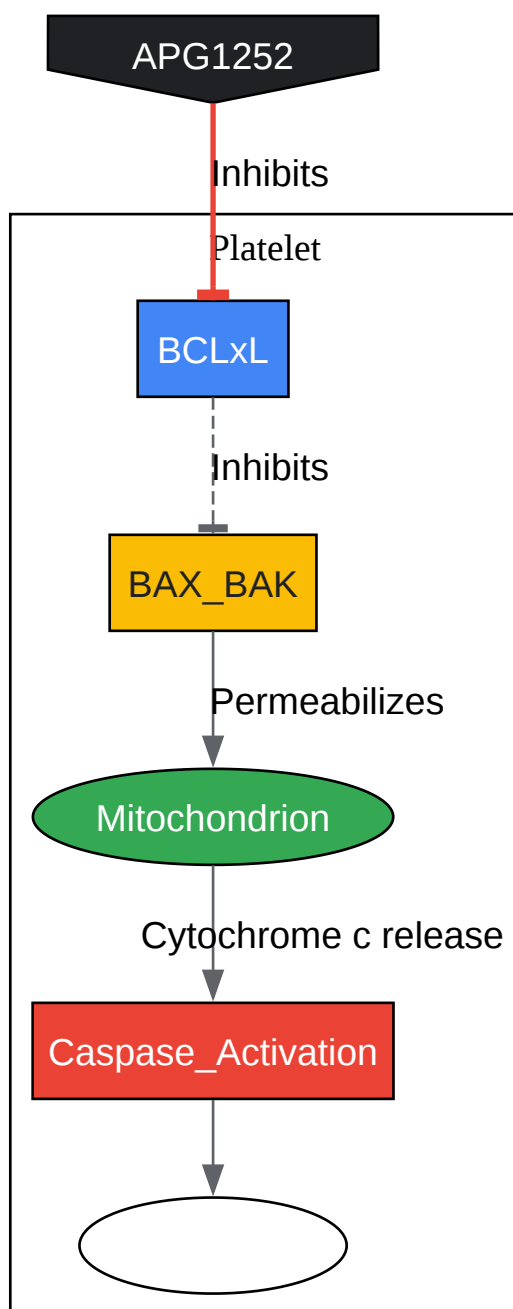 APG1252
Inhibits
Platelet
BCLxL
Inhibits
BAX_BAK
Permeabilizes
Mitochondrion
Cytochrome c release
Caspase_Activation